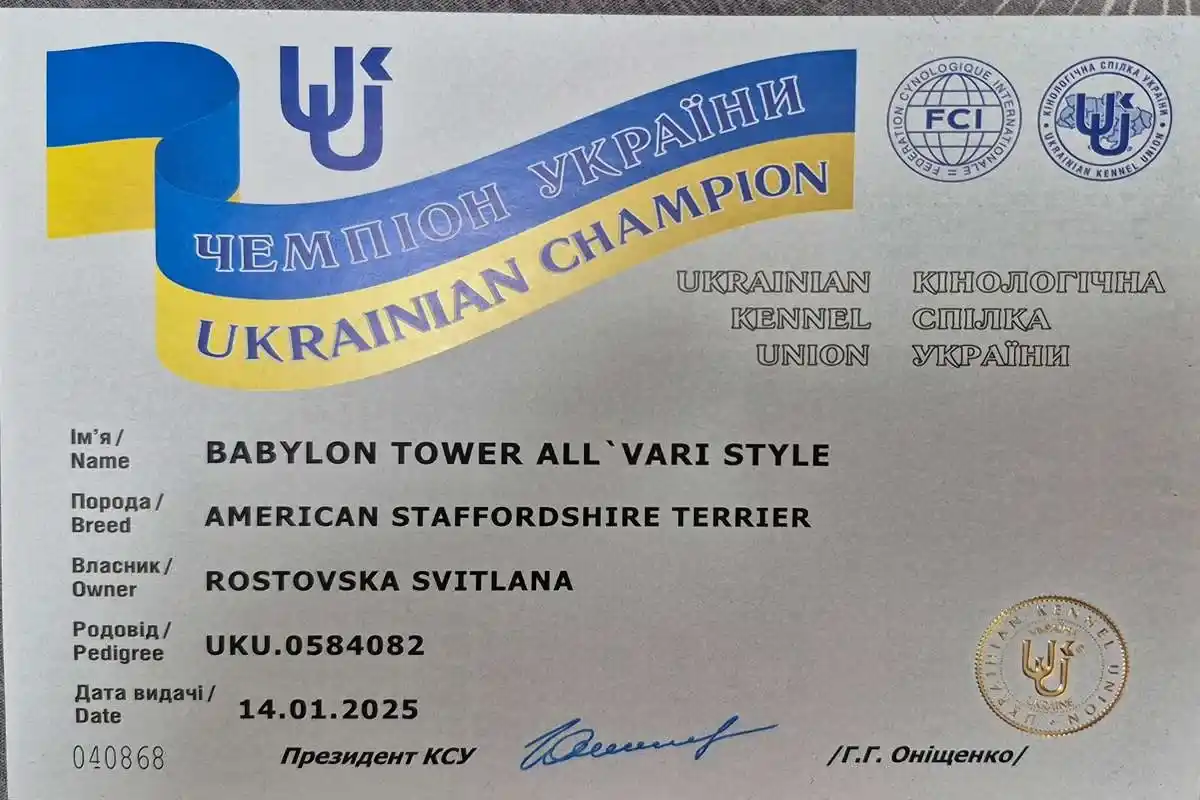 UKU
ЧЕМПІОН УКРАЇНИ
UKRAINIAN CHAMPION
FEDERATION CYNOLOGIQUE INTERNATIONALE
FCI
КІНОЛОГІЧНА СПІЛКА УКРАЇНИ
UKRAINIAN KENNEL UNION
UKRAINIAN КІНОЛОГІЧНА
KENNEL СПІЛКА
UNION УКРАЇНИ
Ім'я /
Name
BABYLON TOWER ALL`VARI STYLE
Порода /
Breed
AMERICAN STAFFORDSHIRE TERRIER
Власник /
Owner
ROSTOVSKA SVITLANA
Родовід /
Pedigree
UKU.0584082
Дата видачі /
Date
14.01.2025
040868
Президент КСУ
/Г.Г. Оніщенко/
UKRAINIAN KENNEL UNION
UKRAINE